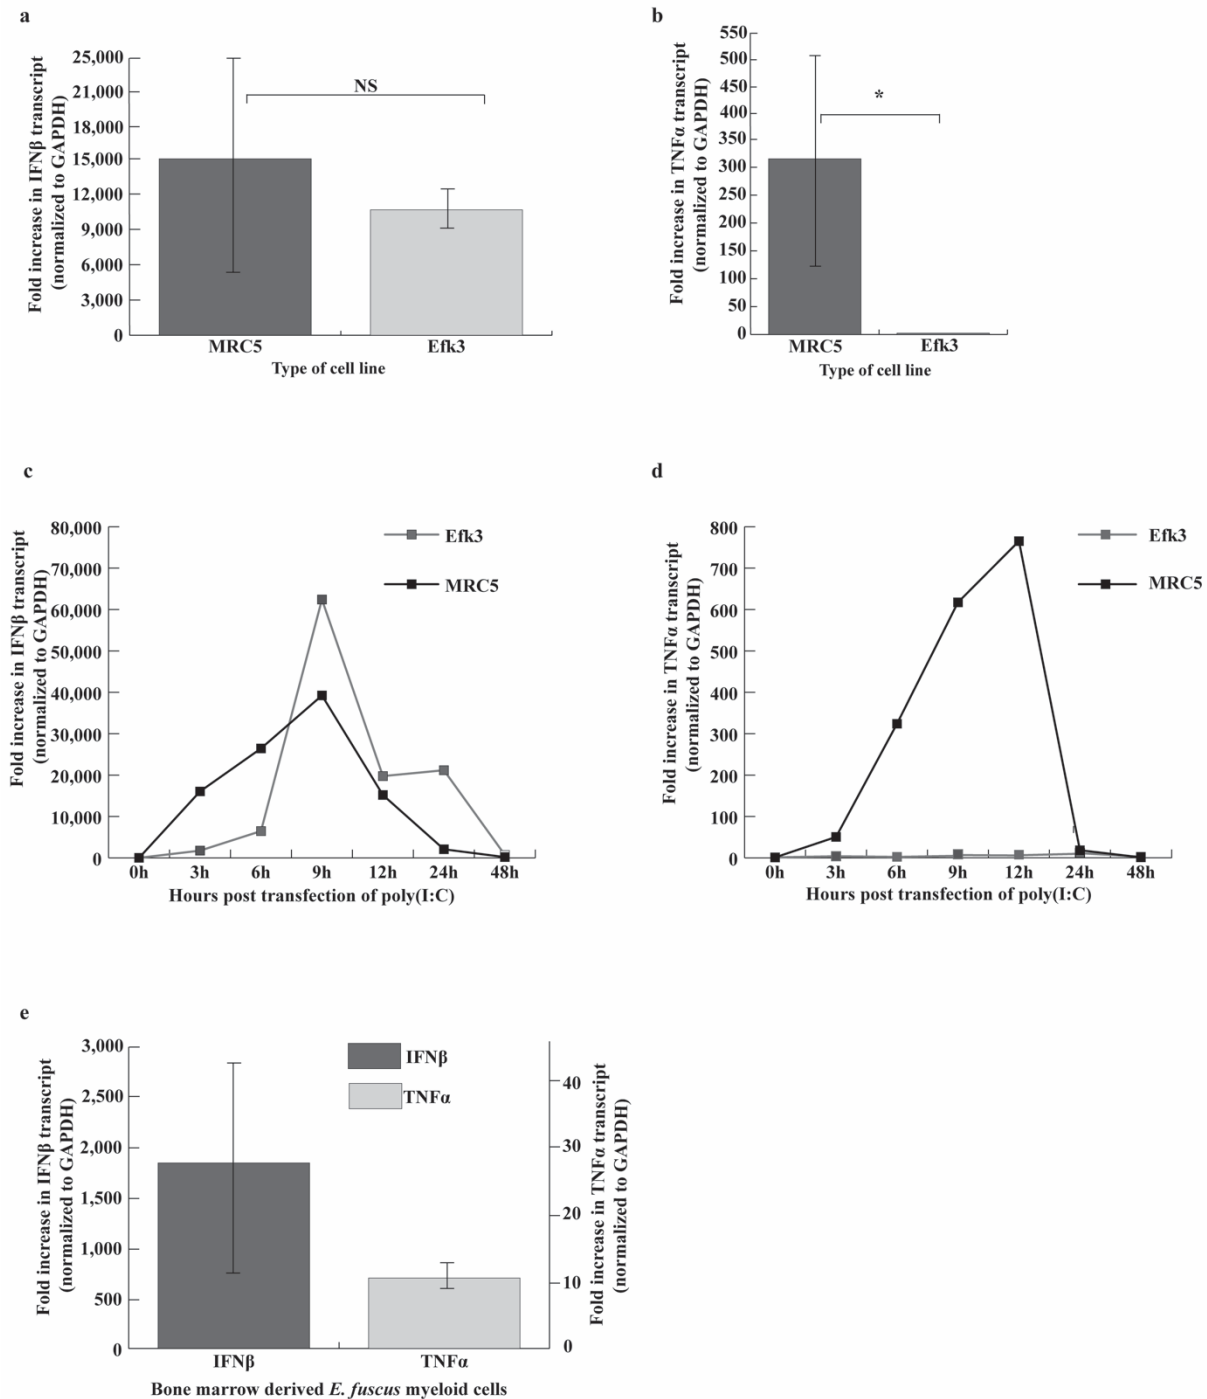 a
Fold increase in IFNβ transcript
(normalized to GAPDH)
25,000
21,000
18,000
15,000
12,000
9,000
6,000
3,000
0
NS
MRC5 Efk3
Type of cell line
b
Fold increase in TNFα transcript
(normalized to GAPDH)
550
500
450
400
350
300
250
200
150
100
50
0
*
MRC5 Efk3
Type of cell line
c
Fold increase in IFNβ transcript
(normalized to GAPDH)
80,000
70,000
60,000
50,000
40,000
30,000
20,000
10,000
0
Efk3
MRC5
0h 3h 6h 9h 12h 24h 48h
Hours post transfection of poly(I:C)
d
Fold increase in TNFα transcript
(normalized to GAPDH)
800
700
600
500
400
300
200
100
0
Efk3
MRC5
0h 3h 6h 9h 12h 24h 48h
Hours post transfection of poly(I:C)
e
Fold increase in IFNβ transcript
(normalized to GAPDH)
3,000
2,500
2,000
1,500
1,000
500
0
IFNβ
TNFα
40
30
20
10
0
Fold increase in TNFα transcript
(normalized to GAPDH)
IFNβ TNFα
Bone marrow derived E. fuscus myeloid cells